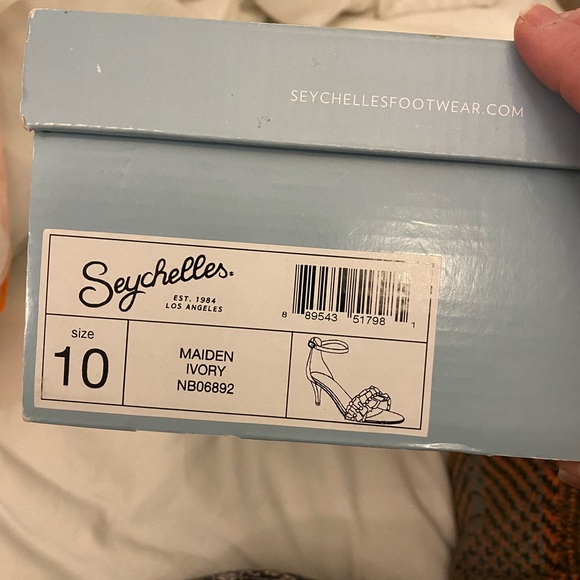 SEYCHELLESFOOTWEAR.COM
Seychelles
EST. 1984
LOS ANGELES
8 89543 51798 1
size
10
MAIDEN
IVORY
NB06892